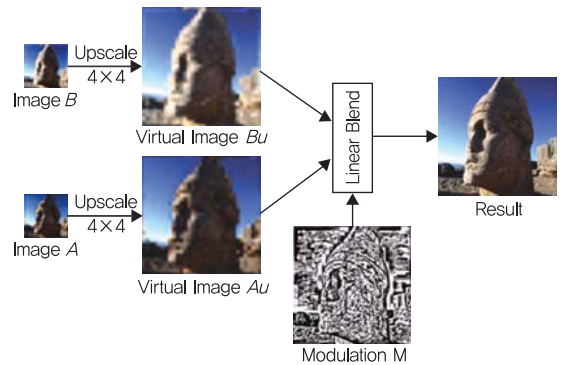 Upscale
4×4
Image B
Virtual Image Bu
Linear Blend
Result
Upscale
4×4
Image A
Virtual Image Au
Modulation M